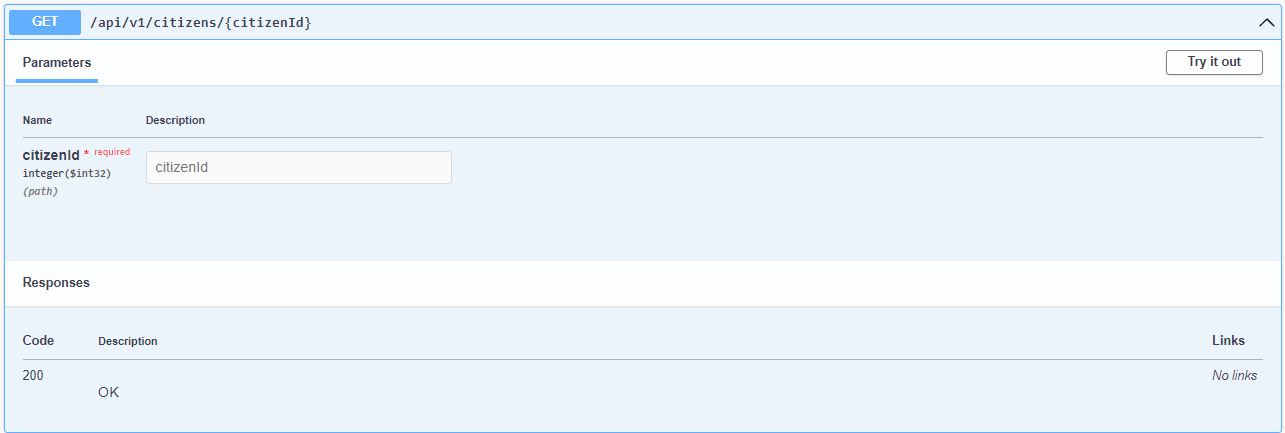 GET /api/v1/citizens/{citizenId}
Parameters Try it out
Name Description
citizenId * required citizenId
integer($int32)
(path)
Responses
Code Description Links
200 No links
OK